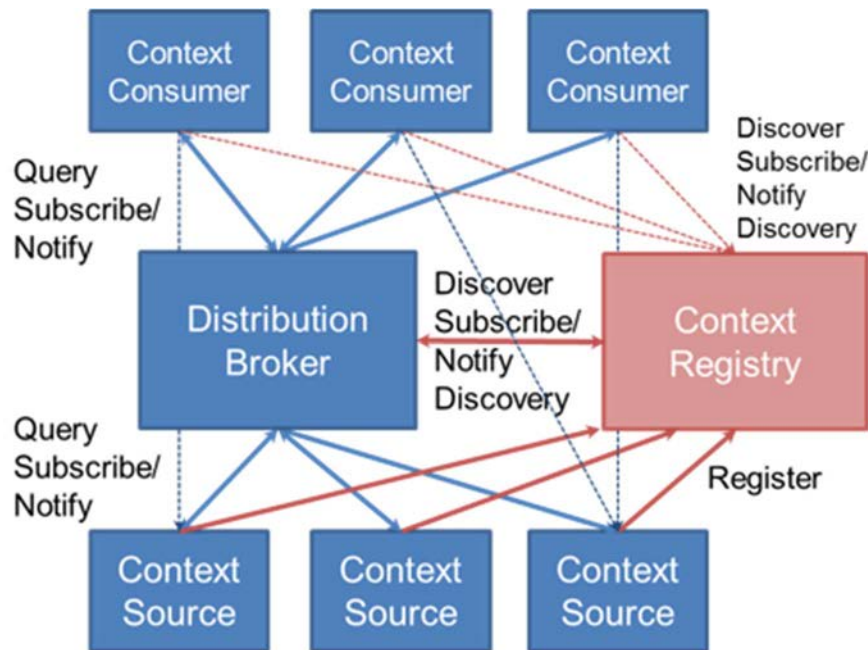 Context
Consumer
Context
Consumer
Context
Consumer
Discover
Subscribe/
Notify
Discovery
Query
Subscribe/
Notify
Distribution
Broker
Discover
Subscribe/
Notify
Discovery
Context
Registry
Query
Subscribe/
Notify
Register
Context
Source
Context
Source
Context
Source